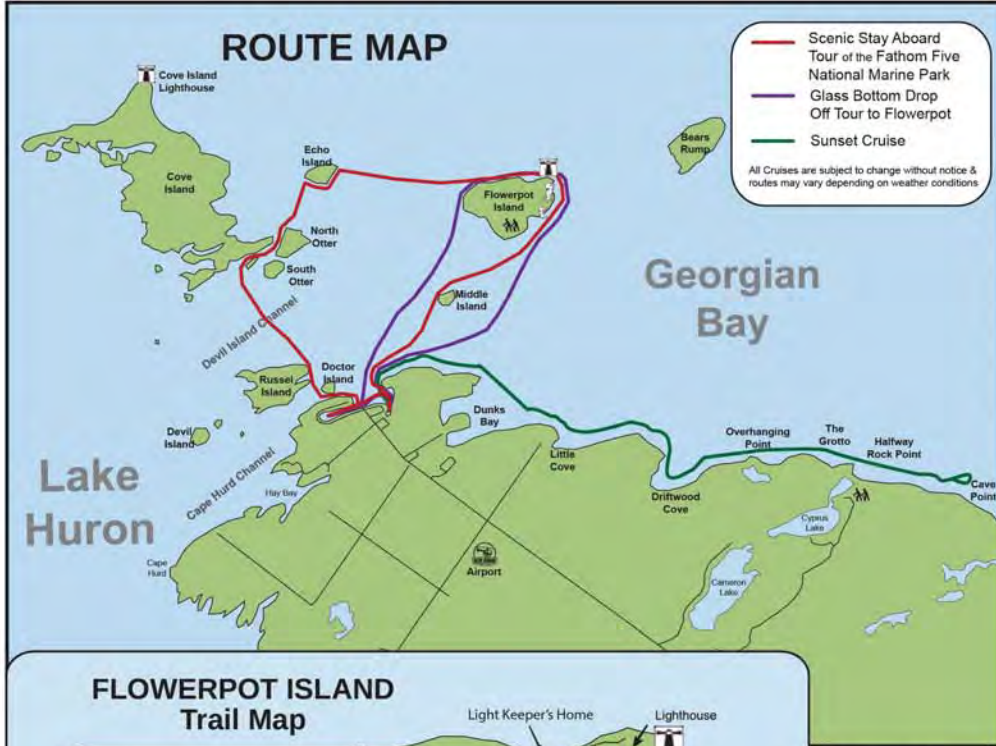 ROUTE MAP
Scenic Stay Aboard
Tour of the Fathom Five
National Marine Park
Glass Bottom Drop
Off Tour to Flowerpot
Sunset Cruise
All Cruises are subject to change without notice &
routes may vary depending on weather conditions
Cove Island
Lighthouse
Bears
Rump
Echo
Island
Cove
Island
Flowerpot
Island
North
Otter
South
Otter
Georgian
Bay
Middle
Island
Devil Island Channel
Doctor
Island
Russel
Island
Dunks
Bay
Devil
Island
Overhanging
Point
The
Grotto
Halfway
Rock Point
Little
Cove
Lake
Huron
Cape Hurd Channel
Hay Bay
Driftwood
Cove
Cave
Point
Cyprus
Lake
Cape
Hurd
Airport
Cameron
Lake
FLOWERPOT ISLAND
Trail Map
Light Keeper's Home
Lighthouse